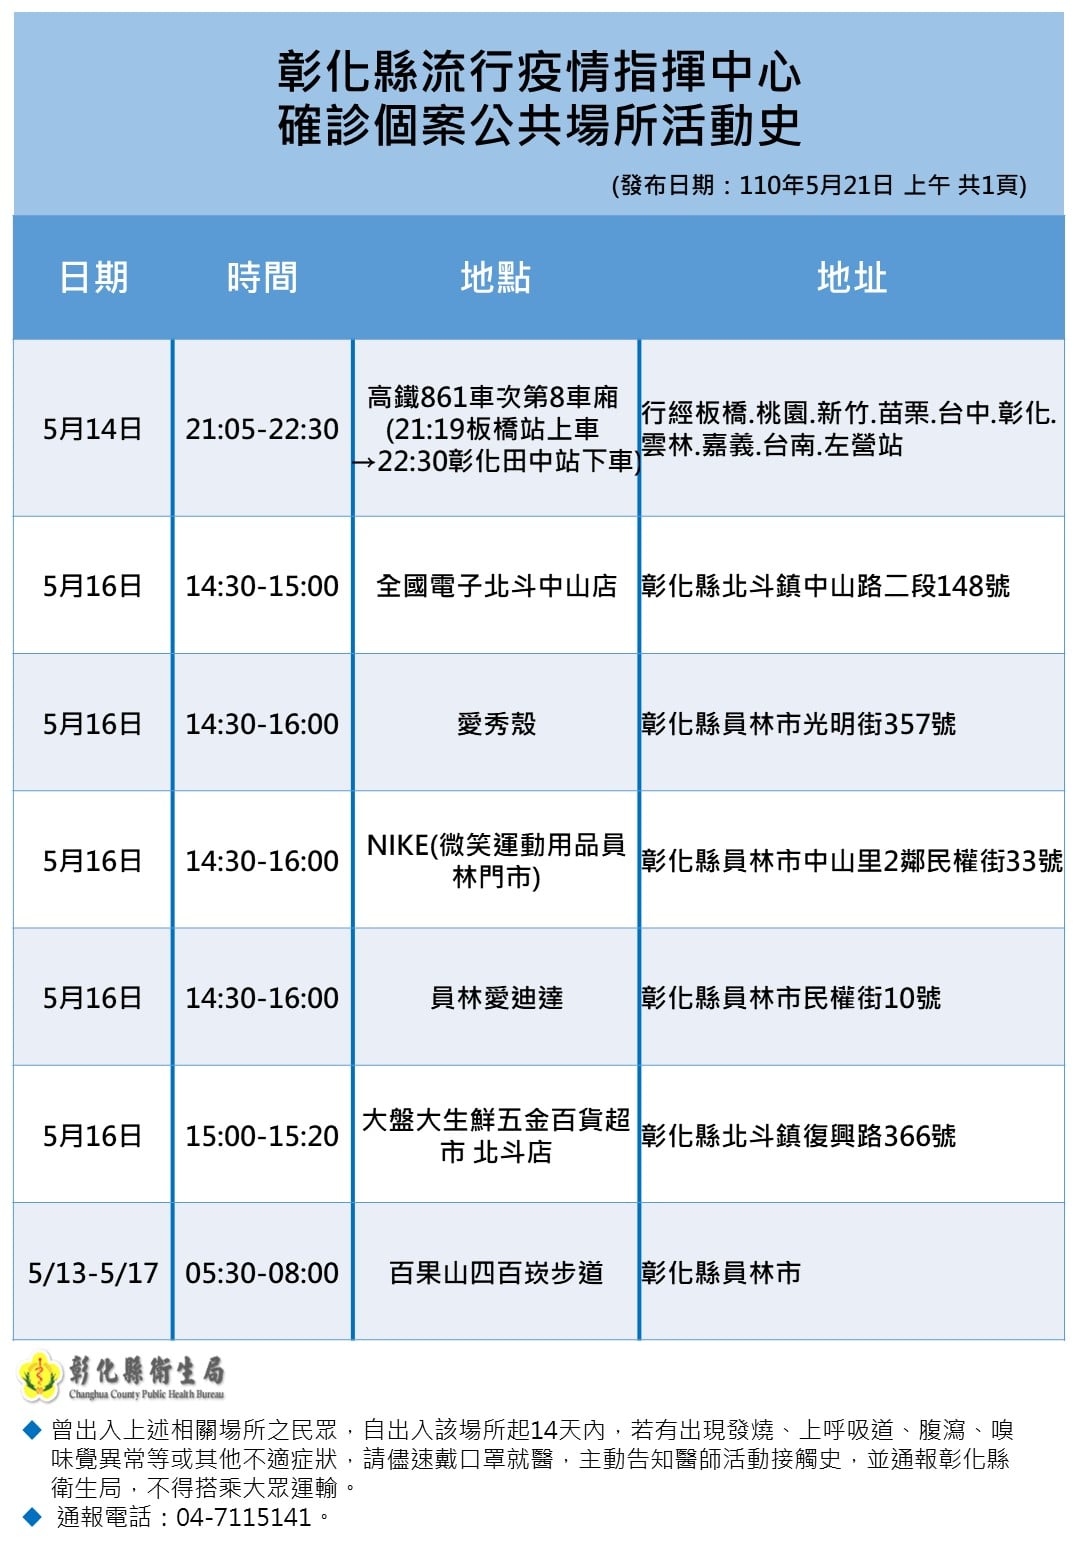 彰化縣流行疫情指揮中心
確診個案公共場所活動史
(發布日期：110年5月21日 上午 共1頁)
日期 時間 地點 地址
5月14日 21:05-22:30 高鐵861車次第8車廂
(21:19板橋站上車
→22:30彰化田中站下車) 行經板橋.桃園.新竹.苗栗.台中.彰化.
雲林.嘉義.台南.左營站
5月16日 14:30-15:00 全國電子北斗中山店 彰化縣北斗鎮中山路二段148號
5月16日 14:30-16:00 愛秀殼 彰化縣員林市光明街357號
5月16日 14:30-16:00 NIKE(微笑運動用品員
林門市) 彰化縣員林市中山里2鄰民權街33號
5月16日 14:30-16:00 員林愛迪達 彰化縣員林市民權街10號
5月16日 15:00-15:20 大盤大生鮮五金百貨超
市 北斗店 彰化縣北斗鎮復興路366號
5/13-5/17 05:30-08:00 百果山四百崁步道 彰化縣員林市
彰化縣衛生局
Changhua County Public Health Bureau
◆ 曾出入上述相關場所之民眾，自出入該場所起14天內，若有出現發燒、上呼吸道、腹瀉、嗅
味覺異常等或其他不適症狀，請儘速戴口罩就醫，主動告知醫師活動接觸史，並通報彰化縣
衛生局，不得搭乘大眾運輸。
◆ 通報電話：04-7115141。